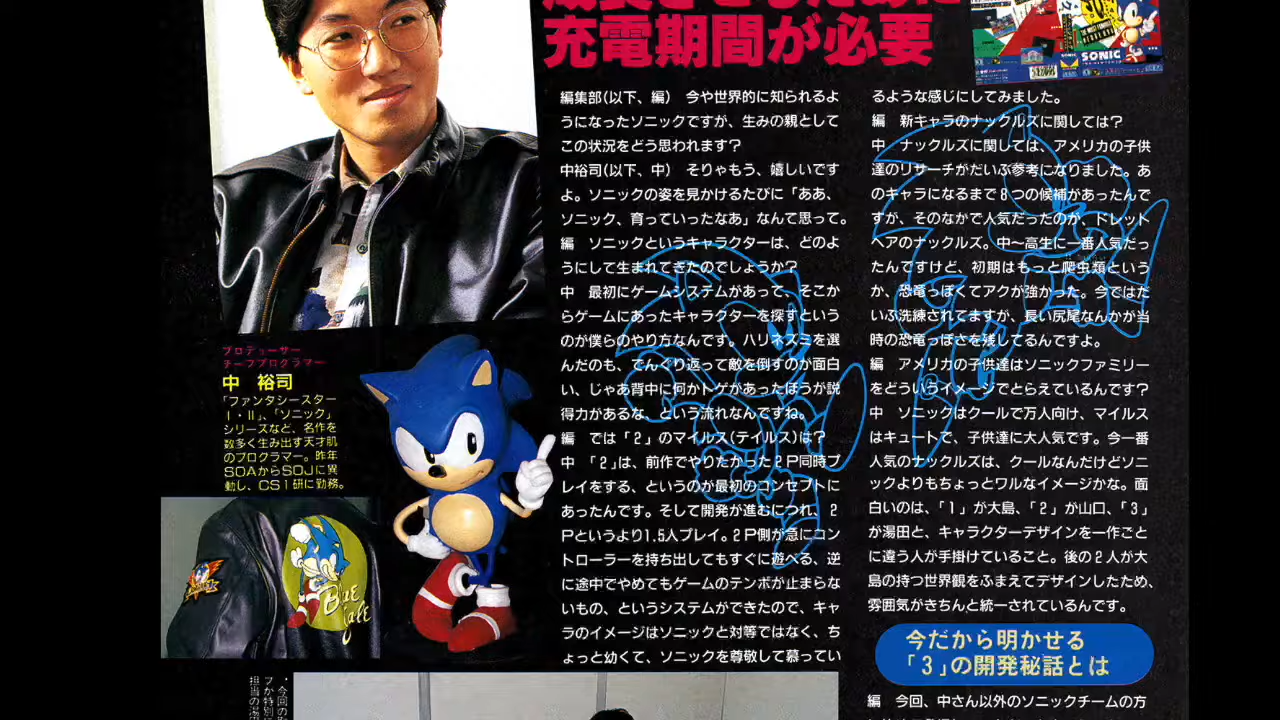 充電期間が必要
SONIC
編集部(以下、編) 今や世界的に知られるよ
うになったソニックですが、生みの親として
この状況をどう思われます?
中裕司(以下、中) そりゃもう、嬉しいです
よ。ソニックの姿を見かけるたびに「ああ、
ソニック、育っていったなあ」なんて思って。
編 ソニックというキャラクターは、どのよ
うにして生まれてきたのでしょうか?
中 最初にゲームシステムがあって、そこか
らゲームにあったキャラクターを探すという
のが僕らのやり方なんです。ハリネズミを選
んだのも、でんぐり返って敵を倒すのが面白
い、じゃあ背中に何かトゲがあったほうが説
得力があるな、という流れなんですね。
編 では「2」のマイルス(テイルス)は?
中 「2」は、前作でやりたかった2P同時プ
レイをする、というのが最初のコンセプトに
あったんです。そして開発が進むにつれ、2
Pというより1.5人プレイ。2P側が急にコン
トローラーを持ち出してもすぐに遊べる、逆
に途中でやめてもゲームのテンポが止まらな
いもの、というシステムができたので、キャ
ラのイメージはソニックと対等ではなく、ち
ょっと幼くて、ソニックを尊敬して慕ってい
るような感じにしてみました。
編 新キャラのナックルズに関しては?
中 ナックルズに関しては、アメリカの子供
達のリサーチがだいぶ参考になりました。あ
のキャラになるまで8つの候補があったんで
すが、そのなかで人気だったのが、ドレット
ヘアのナックルズ。中〜高生に一番人気だっ
たんですけど、初期はもっと爬虫類という
か、恐竜っぽくてアクが強かった。今ではだ
いぶ洗練されてますが、長い尻尾なんかが当
時の恐竜っぽさを残してるんですよ。
編 アメリカの子供達はソニックファミリー
をどういうイメージでとらえているんです?
中 ソニックはクールで万人向け、マイルス
はキュートで、子供達に大人気です。今一番
人気のナックルズは、クールなんだけどソニ
ックよりもちょっとワルなイメージかな。面
白いのは、「1」が大島、「2」が山口、「3」
が湯田と、キャラクターデザインを一作ごと
に違う人が手掛けていること。後の2人が大
島の持つ世界観をふまえてデザインしたため、
雰囲気がきちんと統一されているんです。
今だから明かせる
「3」の開発秘話とは
編 今回、中さん以外のソニックチームの方
プロデューサー
チーフプログラマー
中 裕司
「ファンタシースター
I・II」、「ソニック」
シリーズなど、名作を
数多く生み出す天才肌
のプログラマー。昨年
SOAからSOJに異
動し、CS1研に勤務。
Blue
Gale